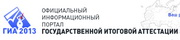 ОФИЦИАЛЬНЫЙ
ИНФОРМАЦИОННЫЙ
ПОРТАЛ
ГИА 2013 ГОСУДАРСТВЕННОЙ ИТОГОВОЙ АТТЕСТАЦИИ